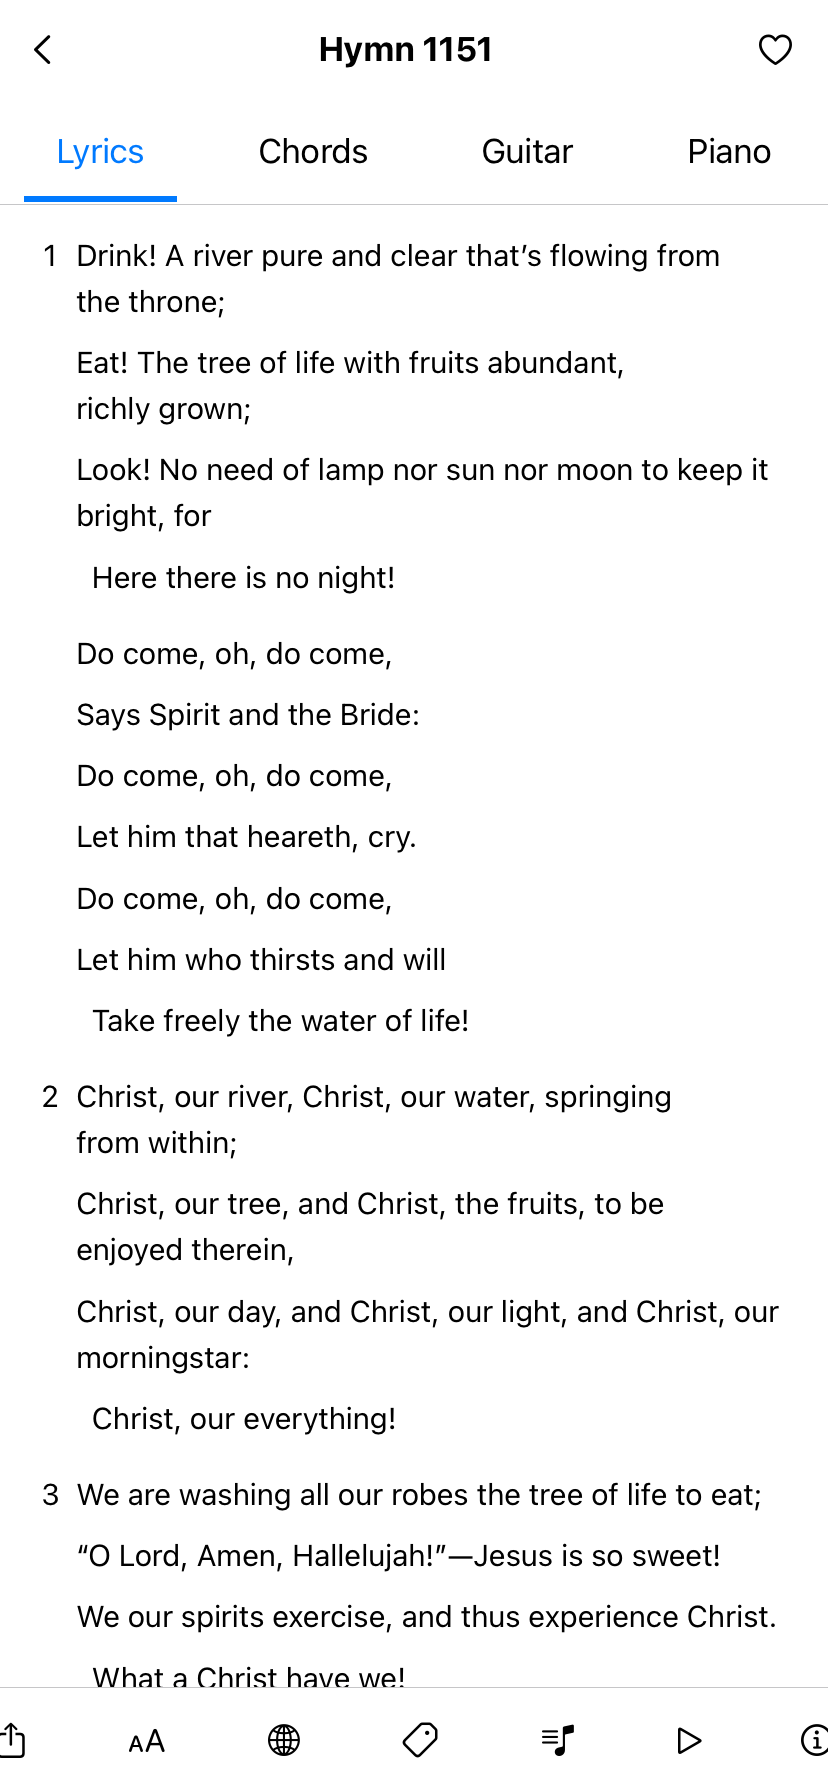 Hymn 1151
Lyrics Chords Guitar Piano
1 Drink! A river pure and clear that’s flowing from
the throne;
Eat! The tree of life with fruits abundant,
richly grown;
Look! No need of lamp nor sun nor moon to keep it
bright, for
Here there is no night!
Do come, oh, do come,
Says Spirit and the Bride:
Do come, oh, do come,
Let him that heareth, cry.
Do come, oh, do come,
Let him who thirsts and will
Take freely the water of life!
2 Christ, our river, Christ, our water, springing
from within;
Christ, our tree, and Christ, the fruits, to be
enjoyed therein,
Christ, our day, and Christ, our light, and Christ, our
morningstar:
Christ, our everything!
3 We are washing all our robes the tree of life to eat;
“O Lord, Amen, Hallelujah!”—Jesus is so sweet!
We our spirits exercise, and thus experience Christ.
What a Christ have we!
AA